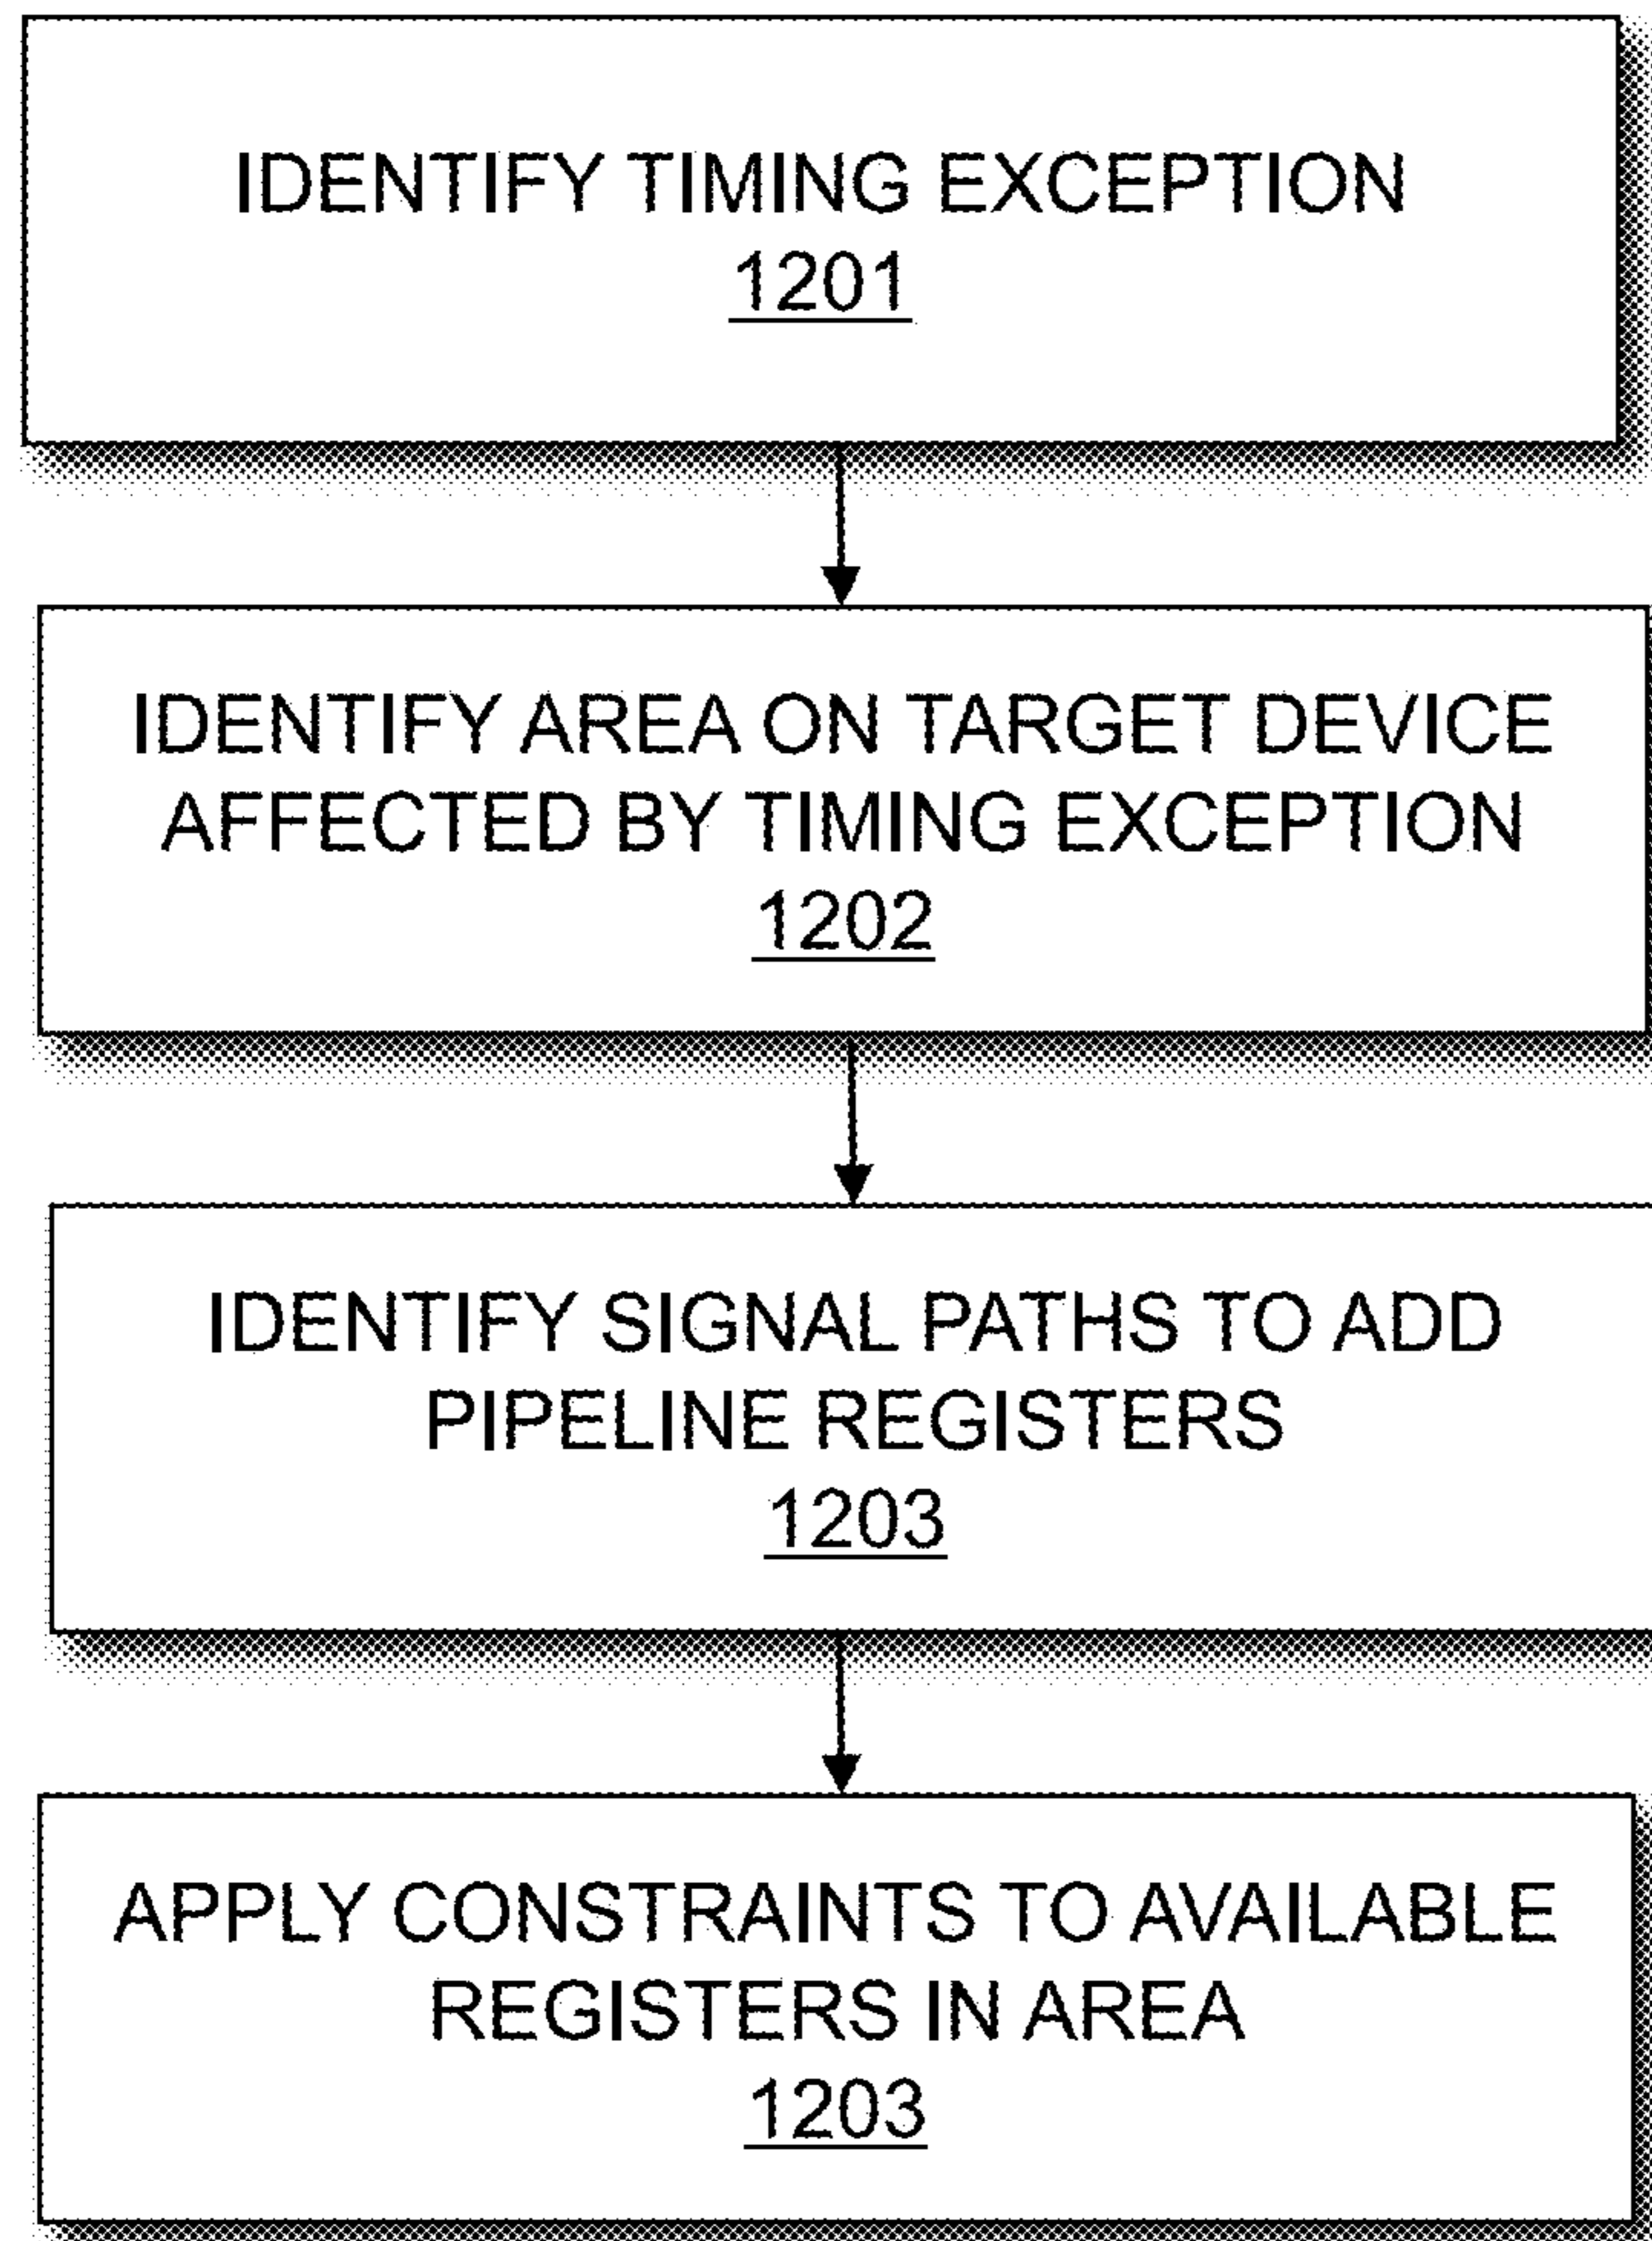 IDENTIFY TIMING EXCEPTION
1201
IDENTIFY AREA ON TARGET DEVICE
AFFECTED BY TIMING EXCEPTION
1202
IDENTIFY SIGNAL PATHS TO ADD
PIPELINE REGISTERS
1203
APPLY CONSTRAINTS TO AVAILABLE
REGISTERS IN AREA
1203